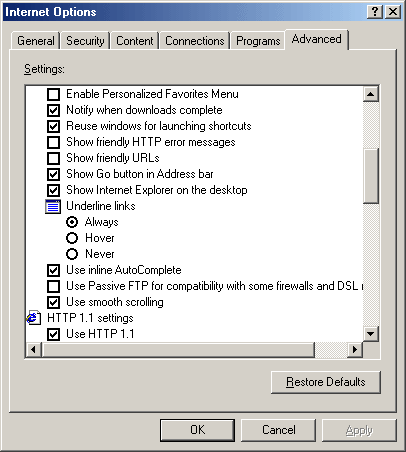 Internet Options
General Security Content Connections Programs Advanced
Settings:
Enable Personalized Favorites Menu
Notify when downloads complete
Reuse windows for launching shortcuts
Show friendly HTTP error messages
Show friendly URLs
Show Go button in Address bar
Show Internet Explorer on the desktop
Underline links
Always
Hover
Never
Use inline AutoComplete
Use Passive FTP for compatibility with some firewalls and DSL
Use smooth scrolling
HTTP 1.1 settings
Use HTTP 1.1
Restore Defaults
OK Cancel Apply